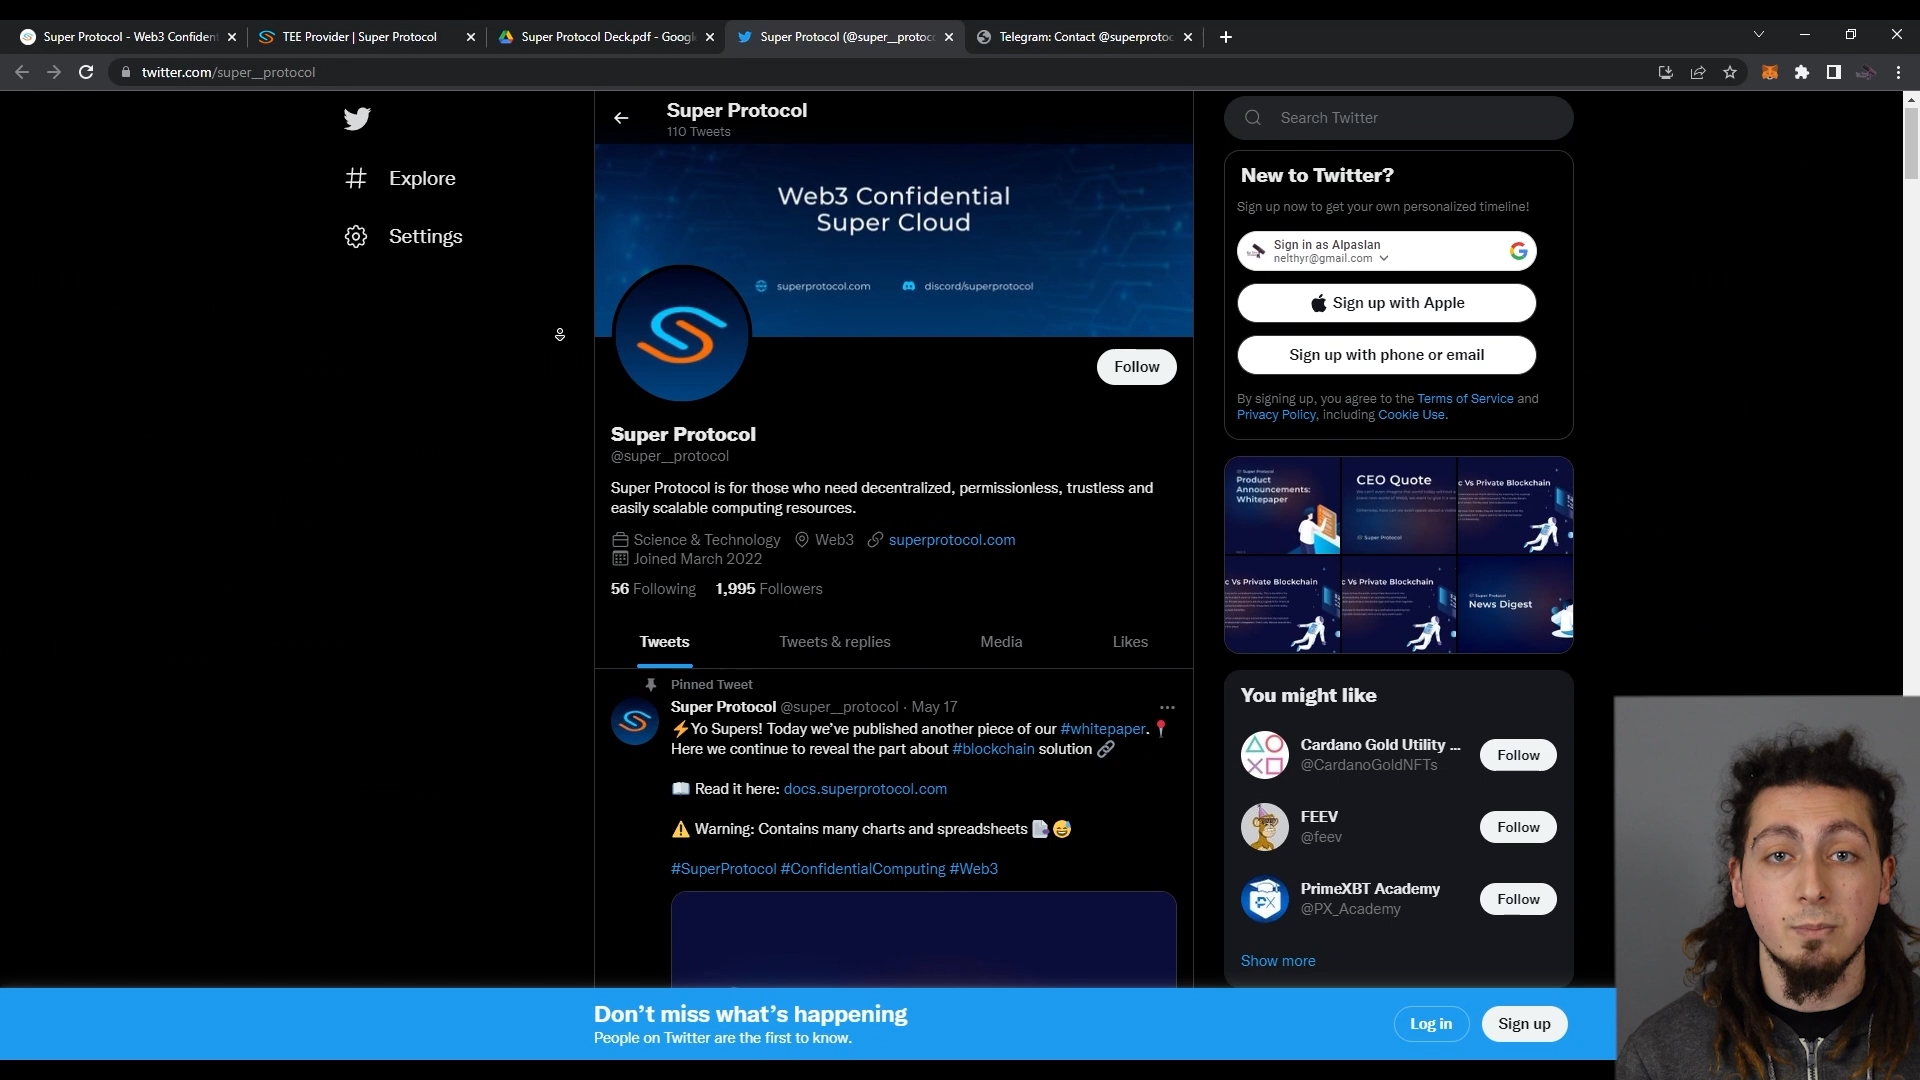 Super Protocol - Web3 Confident
TEE Provider | Super Protocol
Super Protocol Deck.pdf - Google
Super Protocol (@super__protoco
Telegram: Contact @superprotoc
twitter.com/super__protocol
Explore
Settings
Super Protocol
110 Tweets
Web3 Confidential
Super Cloud
superprotocol.com
discord/superprotocol
Follow
Super Protocol
@super__protocol
Super Protocol is for those who need decentralized, permissionless, trustless and
easily scalable computing resources.
Science & Technology Web3 superprotocol.com
Joined March 2022
56 Following 1,995 Followers
Tweets
Tweets & replies
Media
Likes
Pinned Tweet
Super Protocol @super__protocol · May 17
⚡Yo Supers! Today we've published another piece of our #whitepaper.📍
Here we continue to reveal the part about #blockchain solution 🔗
📖 Read it here: docs.superprotocol.com
⚠️ Warning: Contains many charts and spreadsheets 📑😅
#SuperProtocol #ConfidentialComputing #Web3
Search Twitter
New to Twitter?
Sign up now to get your own personalized timeline!
Sign in as Alpaslan
nelthyr@gmail.com
Sign up with Apple
Sign up with phone or email
By signing up, you agree to the Terms of Service and
Privacy Policy, including Cookie Use.
Super Protocol
Product
Announcements:
Whitepaper
CEO Quote
Super Protocol
c Vs Private Blockchain
c Vs Private Blockchain
c Vs Private Blockchain
Super Protocol
News Digest
You might like
Cardano Gold Utility ...
@CardanoGoldNFTs
Follow
FEEV
@feev
Follow
PrimeXBT Academy
@PX_Academy
Follow
Show more
Don't miss what's happening
People on Twitter are the first to know.
Log in
Sign up